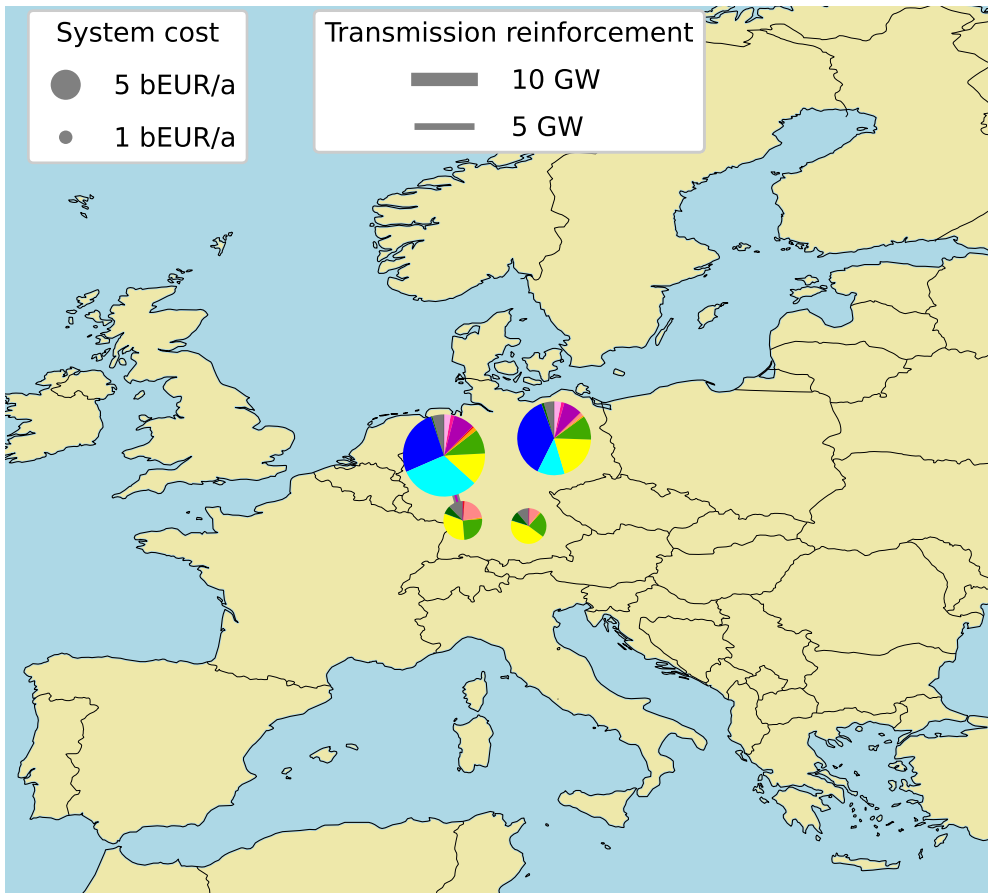 System cost
5 bEUR/a
1 bEUR/a
Transmission reinforcement
10 GW
5 GW